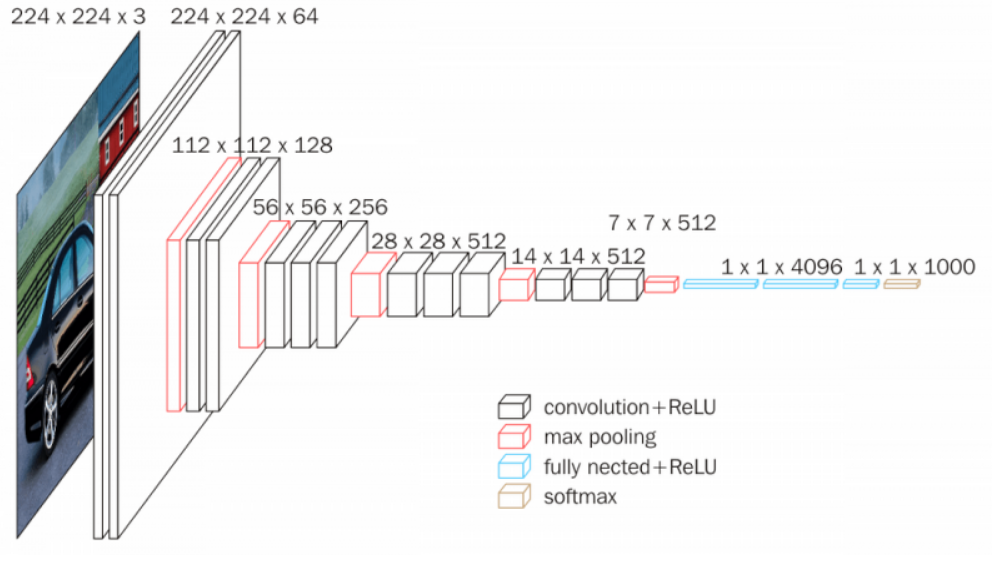 224 x 224 x 3
224 x 224 x 64
112 x 112 x 128
56 x 56 x 256
28 x 28 x 512
14 x 14 x 512
7 x 7 x 512
1 x 1 x 4096
1 x 1 x 1000
convolution+ReLU
max pooling
fully nected+ReLU
softmax